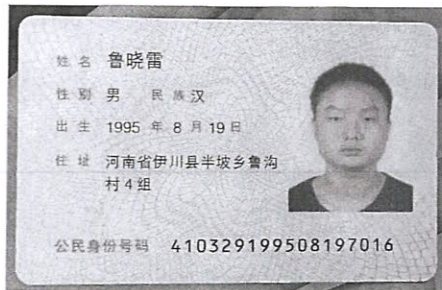 姓名 鲁晓雷
性别 男 民族 汉
出生 1995 年 8 月 19 日
住址 河南省伊川县半坡乡鲁沟
村4组
公民身份号码 410329199508197016